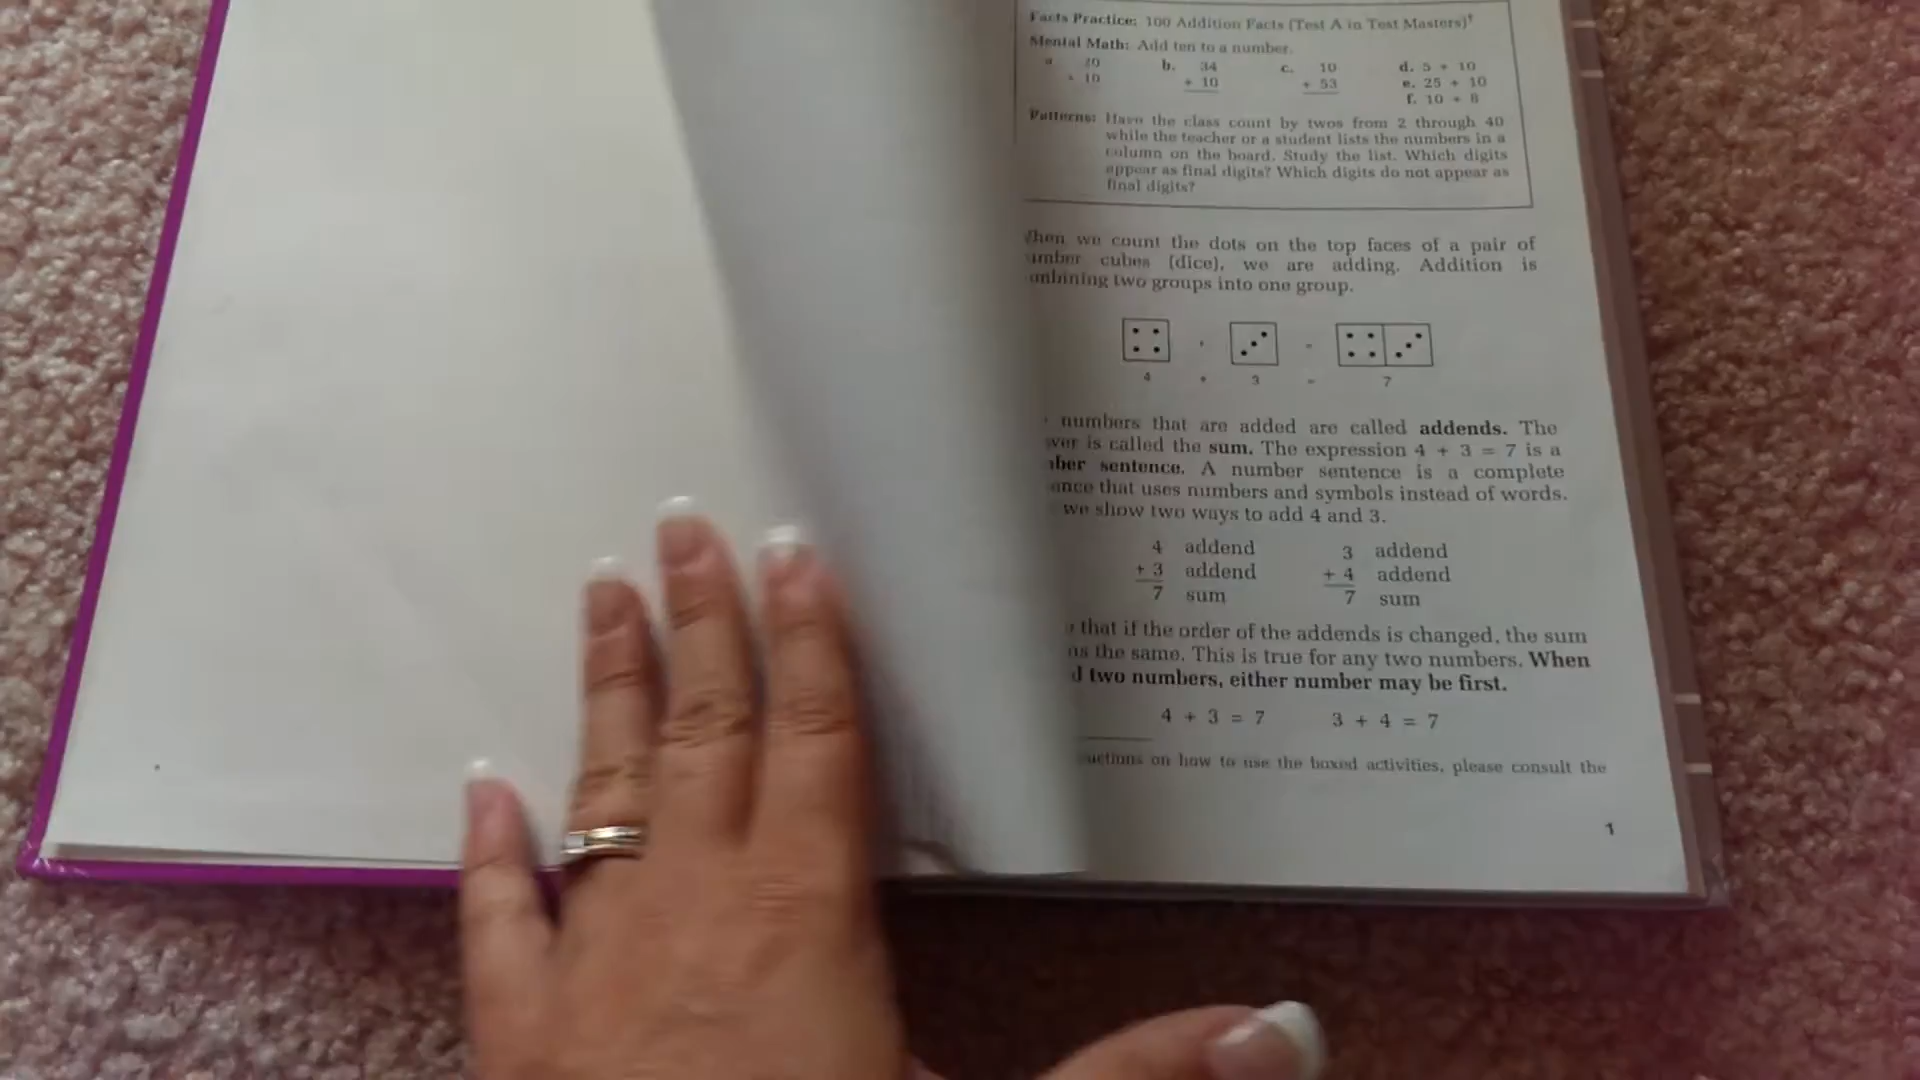 Facts Practice: 100 Addition Facts (Test A in Test Masters)†
Mental Math: Add ten to a number.
a. 20 + 10
b. 34 + 10
c. 10 + 53
d. 5 + 10
e. 25 + 10
f. 10 + 8
Patterns: Have the class count by twos from 2 through 40
while the teacher or a student lists the numbers in a
column on the board. Study the list. Which digits
appear as final digits? Which digits do not appear as
final digits?
we count the dots on the top faces of a pair of
cubes (dice), we are adding. Addition is
two groups into one group.
4 + 3 = 7
numbers that are added are called addends. The
is called the sum. The expression 4 + 3 = 7 is a
sentence. A number sentence is a complete
that uses numbers and symbols instead of words.
we show two ways to add 4 and 3.
4 addend 3 addend
+ 3 addend + 4 addend
7 sum 7 sum
that if the order of the addends is changed, the sum
the same. This is true for any two numbers. When
two numbers, either number may be first.
4 + 3 = 7 3 + 4 = 7
on how to use the boxed activities, please consult the
1